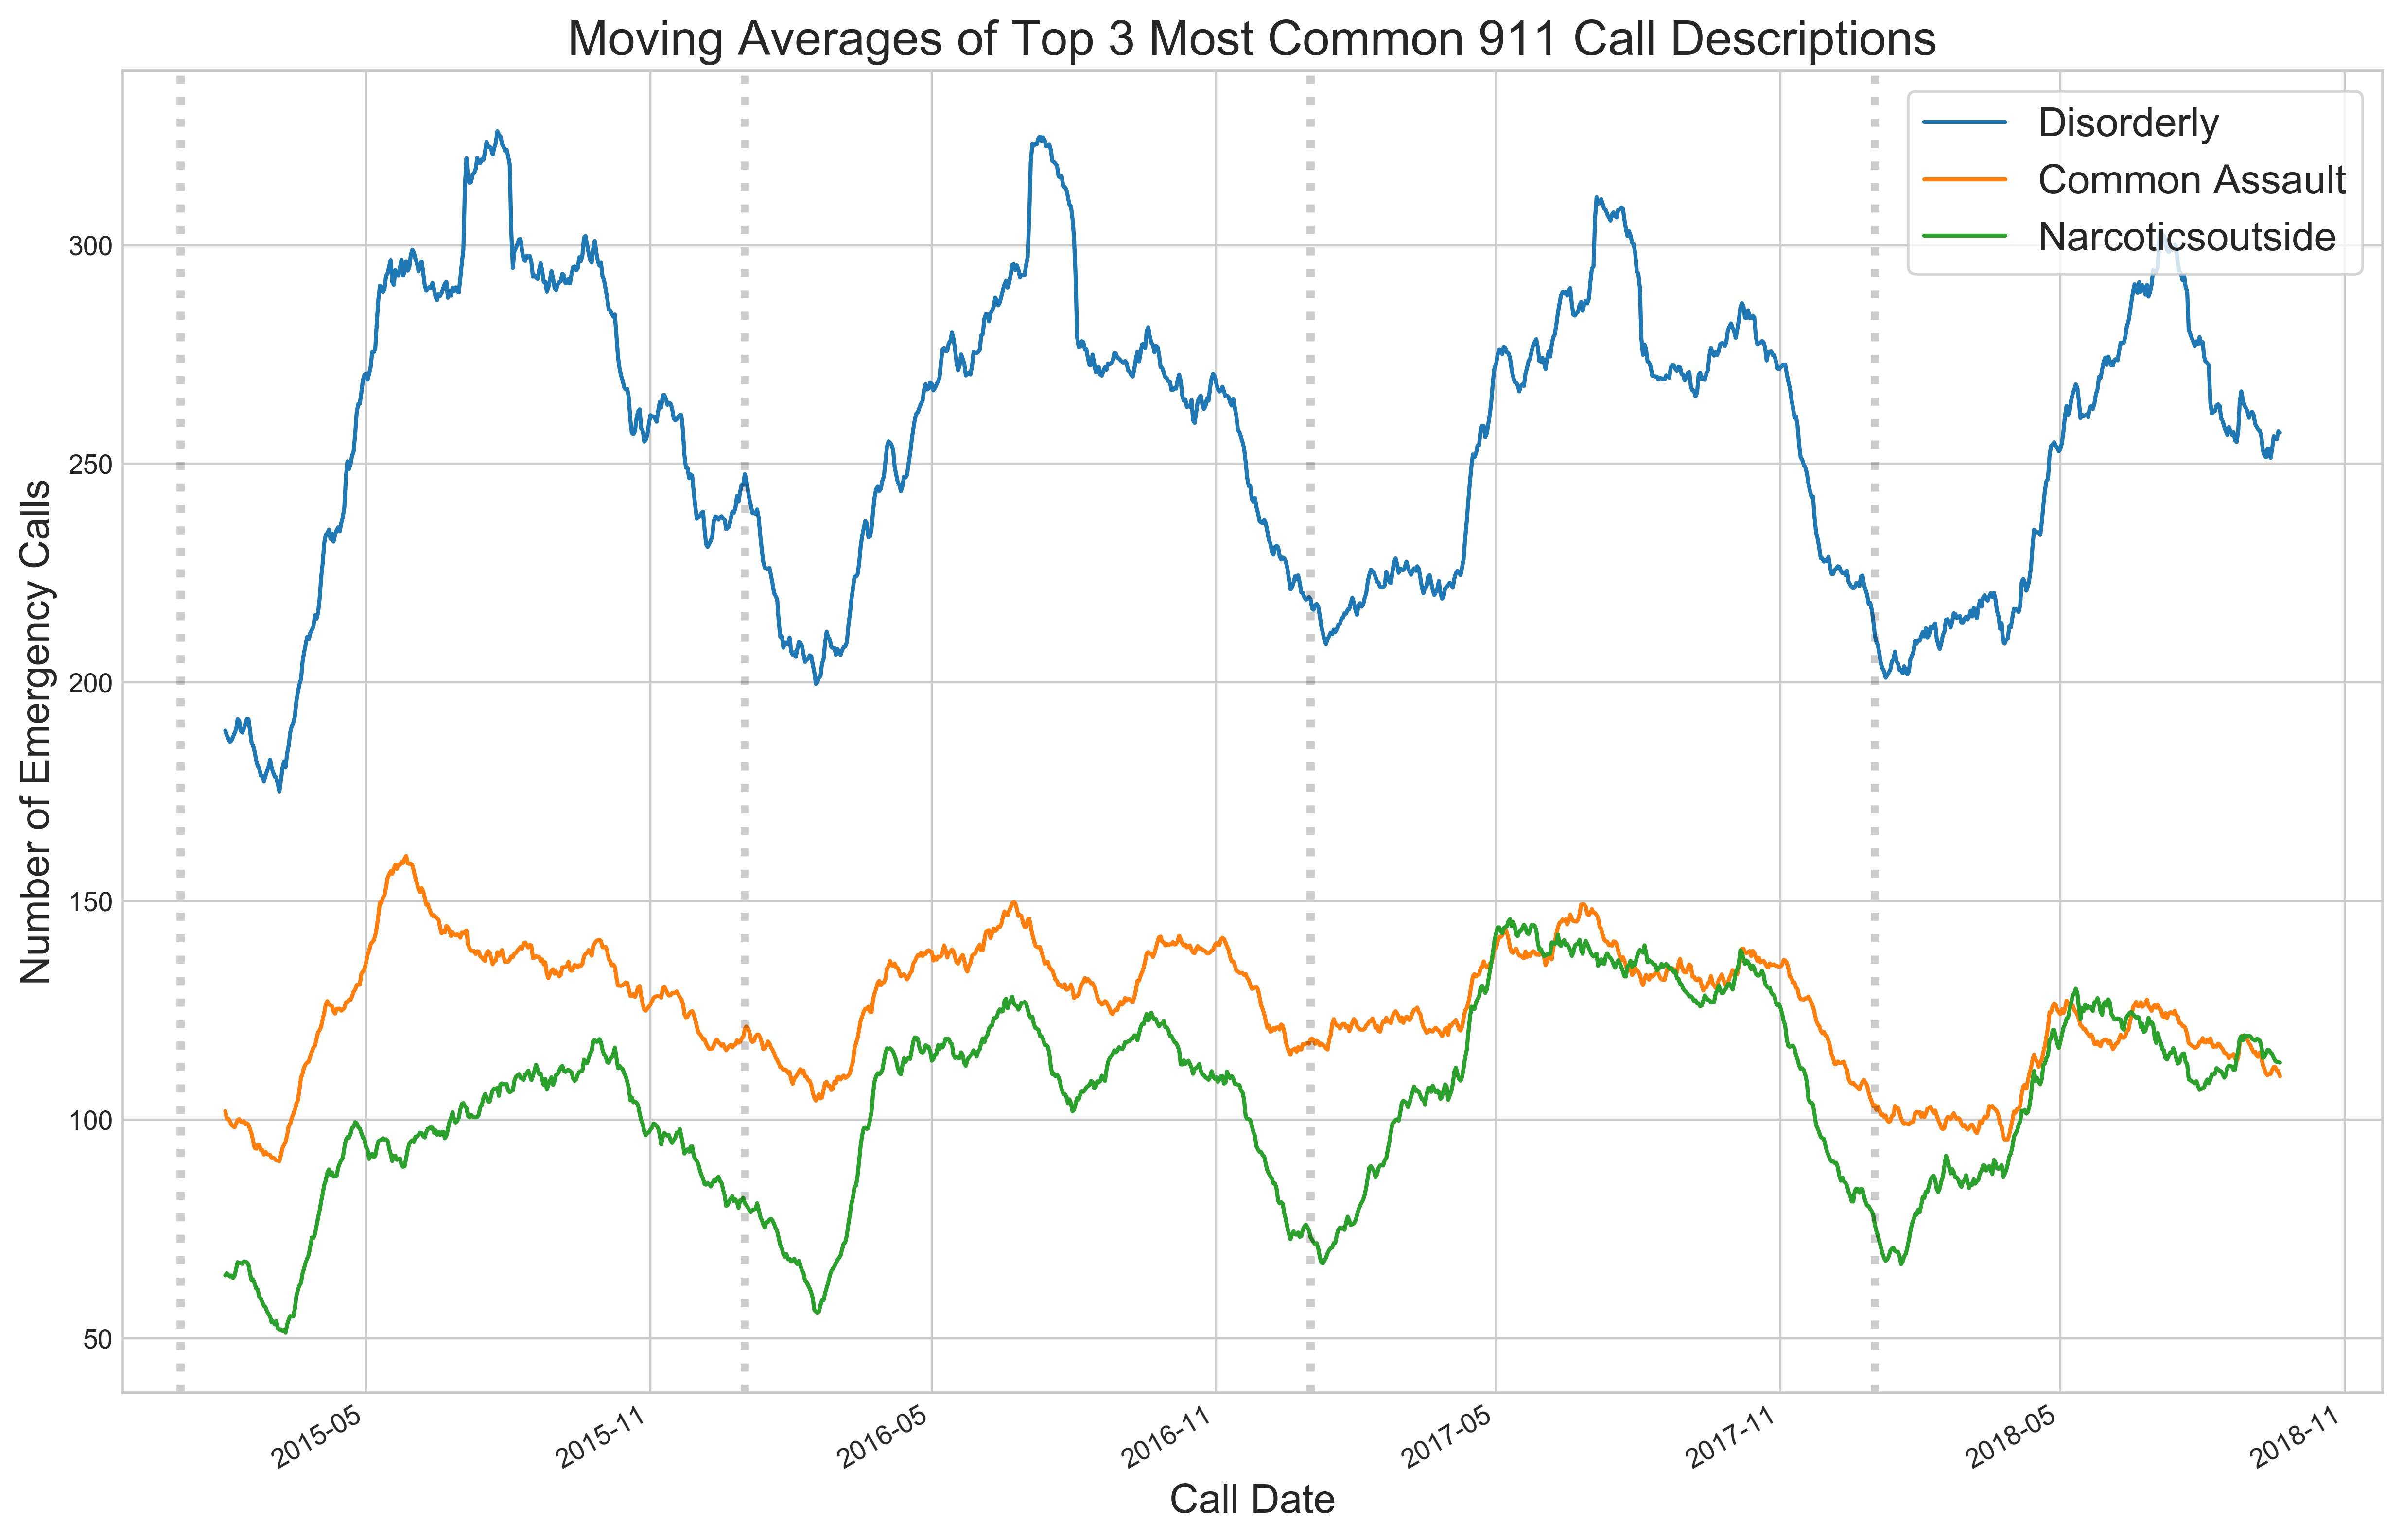 Moving Averages of Top 3 Most Common 911 Call Descriptions
Disorderly
Common Assault
Narcoticsoutside
Number of Emergency Calls
300
250
200
150
100
50
2015-05
2015-11
2016-05
2016-11
2017-05
2017-11
2018-05
2018-11
Call Date